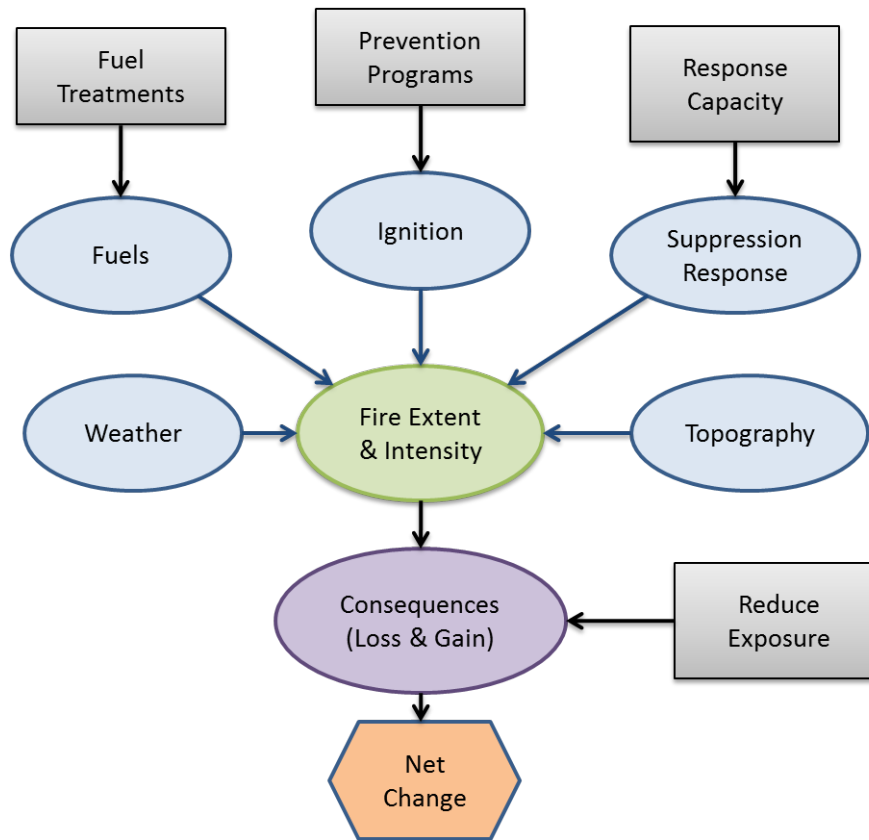 Fuel
Treatments
Prevention
Programs
Response
Capacity
Fuels
Ignition
Suppression
Response
Weather
Fire Extent
& Intensity
Topography
Consequences
(Loss & Gain)
Reduce
Exposure
Net
Change